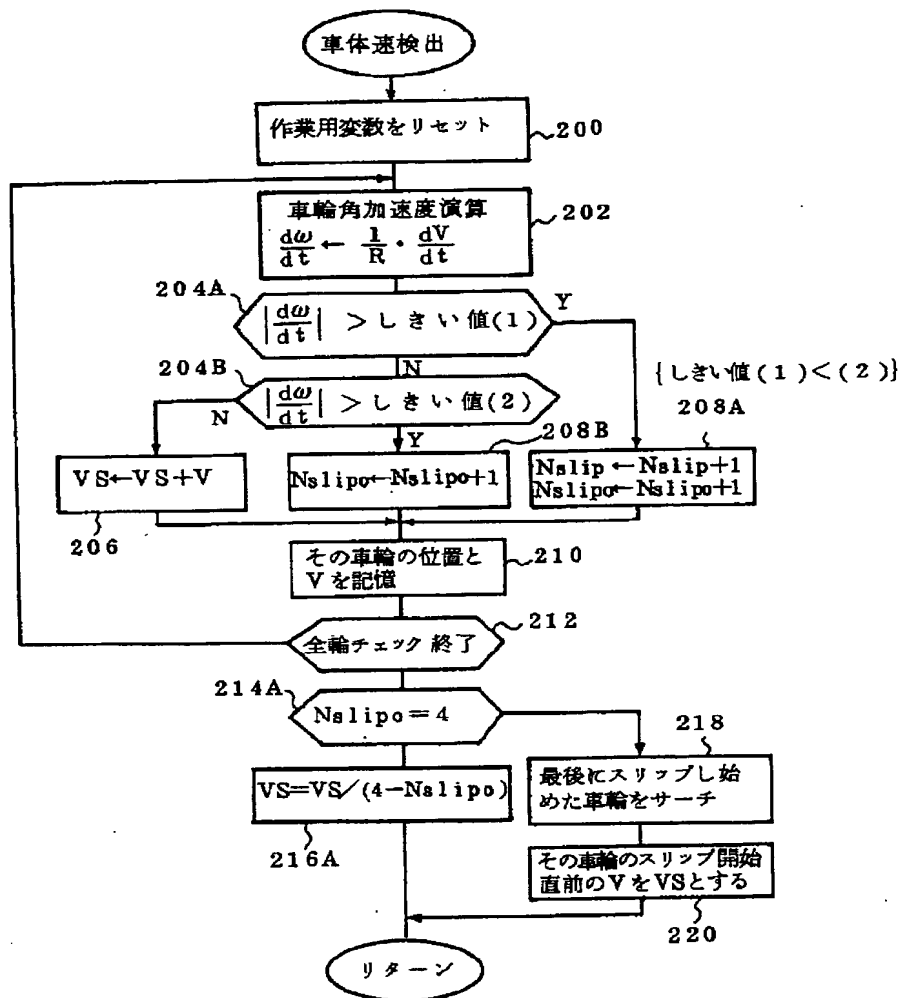 車体速検出
作業用変数をリセット
200
車輪角加速度演算
dω/dt ← 1/R · dV/dt
202
204A
|dω/dt| > しきい値(1)
Y
N
204B
|dω/dt| > しきい値(2)
N
Y
{しきい値(1)<(2)}
208A
208B
VS←VS+V
Nslipo←Nslipo+1
Nslip←Nslip+1
Nslipo←Nslipo+1
206
その車輪の位置と
Vを記憶
210
全輪チェック終了
212
214A
Nslipo=4
218
VS=VS/(4-Nslipo)
216A
最後にスリップし始
めた車輪をサーチ
その車輪のスリップ開始
直前のVをVSとする
220
リターン